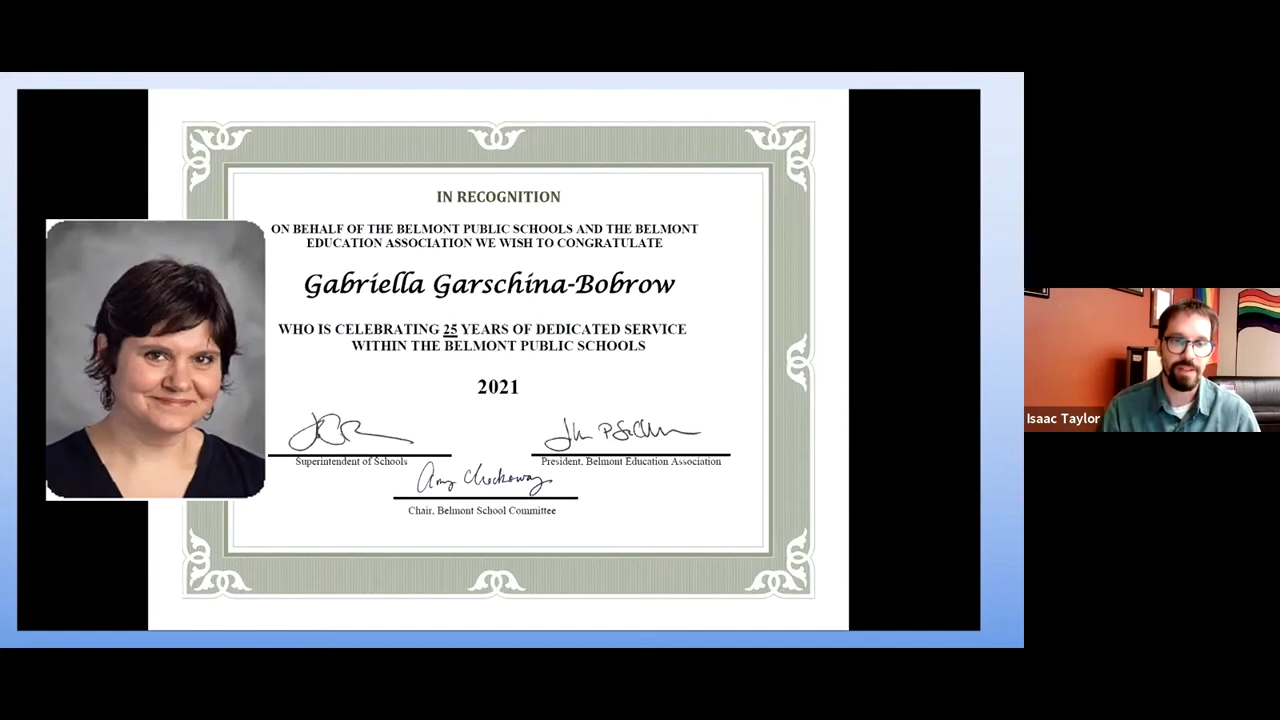 IN RECOGNITION
ON BEHALF OF THE BELMONT PUBLIC SCHOOLS AND THE BELMONT
EDUCATION ASSOCIATION WE WISH TO CONGRATULATE
Gabriella Garschina-Bobrow
WHO IS CELEBRATING 25 YEARS OF DEDICATED SERVICE
WITHIN THE BELMONT PUBLIC SCHOOLS
2021
Superintendent of Schools
President, Belmont Education Association
Amy Checkoway
Chair, Belmont School Committee
Isaac Taylor